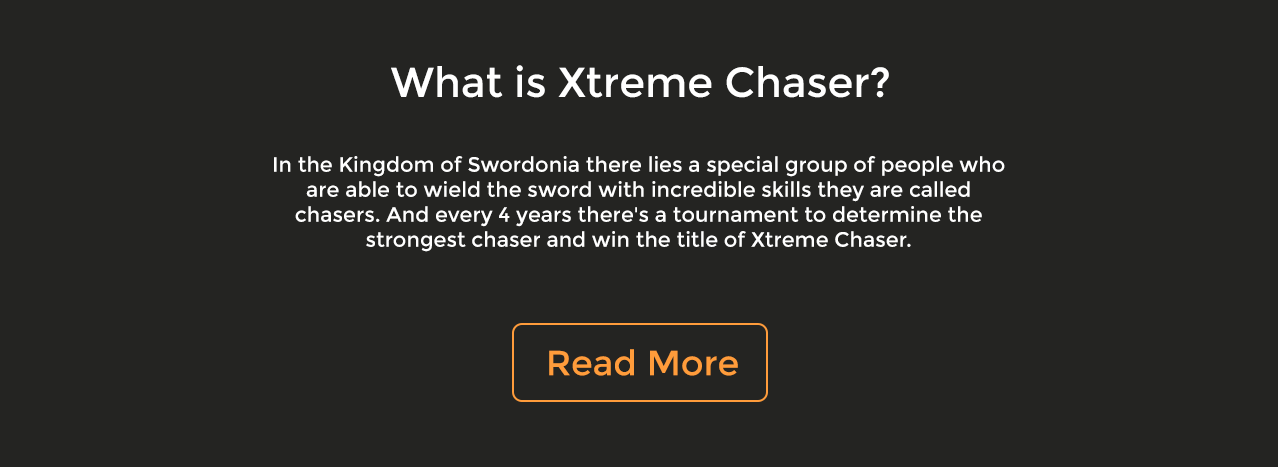 What is Xtreme Chaser?
In the Kingdom of Swordonia there lies a special group of people who
are able to wield the sword with incredible skills they are called
chasers. And every 4 years there's a tournament to determine the
strongest chaser and win the title of Xtreme Chaser.
Read More